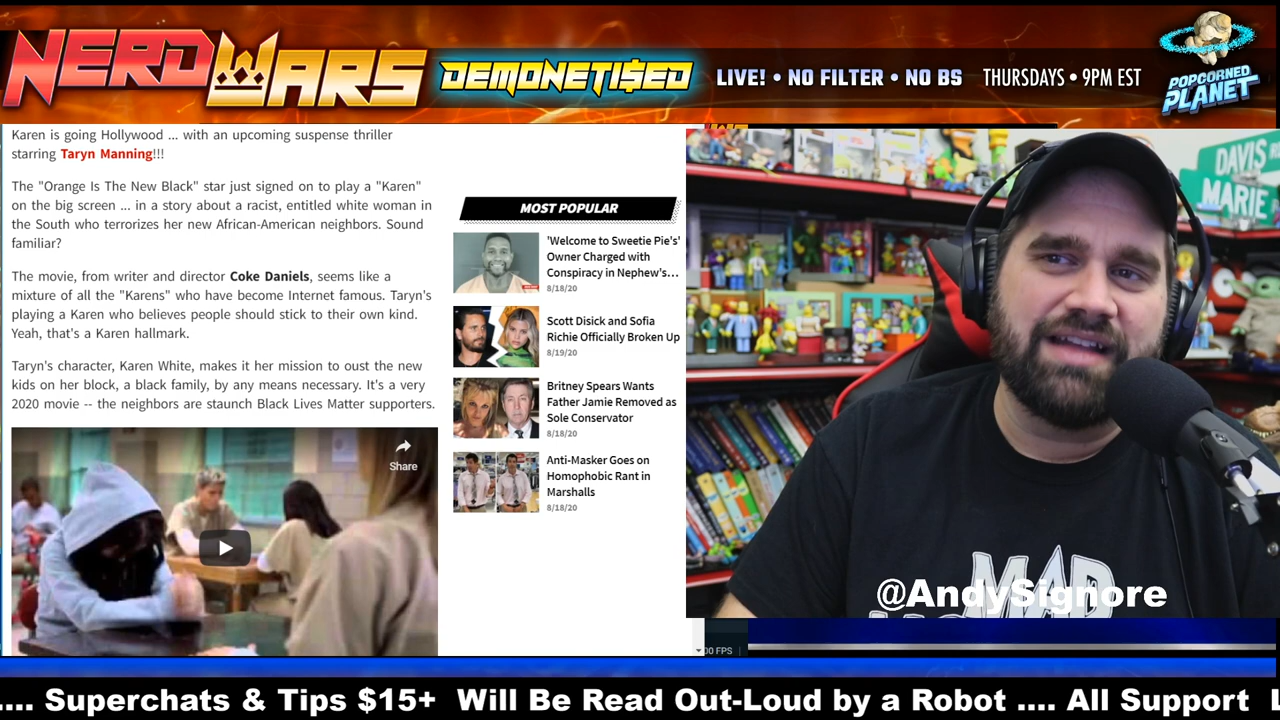 NERD WARS
DEMONETI$ED
LIVE! • NO FILTER • NO BS
THURSDAYS • 9PM EST
POPCORNED
PLANET
Karen is going Hollywood ... with an upcoming suspense thriller
starring Taryn Manning!!!
The "Orange Is The New Black" star just signed on to play a "Karen"
on the big screen ... in a story about a racist, entitled white woman in
the South who terrorizes her new African-American neighbors. Sound
familiar?
The movie, from writer and director Coke Daniels, seems like a
mixture of all the "Karens" who have become Internet famous. Taryn's
playing a Karen who believes people should stick to their own kind.
Yeah, that's a Karen hallmark.
Taryn's character, Karen White, makes it her mission to oust the new
kids on her block, a black family, by any means necessary. It's a very
2020 movie -- the neighbors are staunch Black Lives Matter supporters.
Share
MOST POPULAR
'Welcome to Sweetie Pie's'
Owner Charged with
Conspiracy in Nephew's...
8/18/20
Scott Disick and Sofia
Richie Officially Broken Up
8/19/20
Britney Spears Wants
Father Jamie Removed as
Sole Conservator
8/18/20
Anti-Masker Goes on
Homophobic Rant in
Marshalls
8/18/20
DAVIS
MARIE
MAD
@AndySignore
00 FPS
.... Superchats & Tips $15+ Will Be Read Out-Loud by a Robot .... All Support L